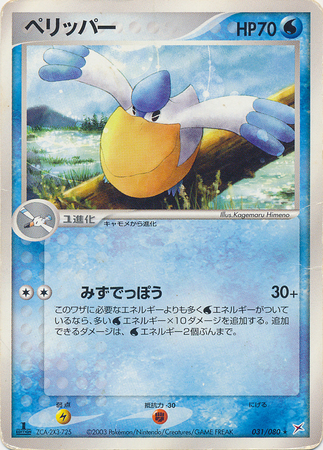 ペリッパー HP70
Illus.Kagemaru Himeno
1進化
キャモメから進化
みずでっぽう 30+
このワザに必要なエネルギーよりも多くエネルギーがついて
いるなら、多いエネルギー×10ダメージを追加する。追加
できるダメージは、エネルギー2個ぶんまで。
弱点 抵抗力 -30 にげる
1 ZCA-2X3-725 ©2003 Pokémon/Nintendo/Creatures/GAME FREAK 031/080